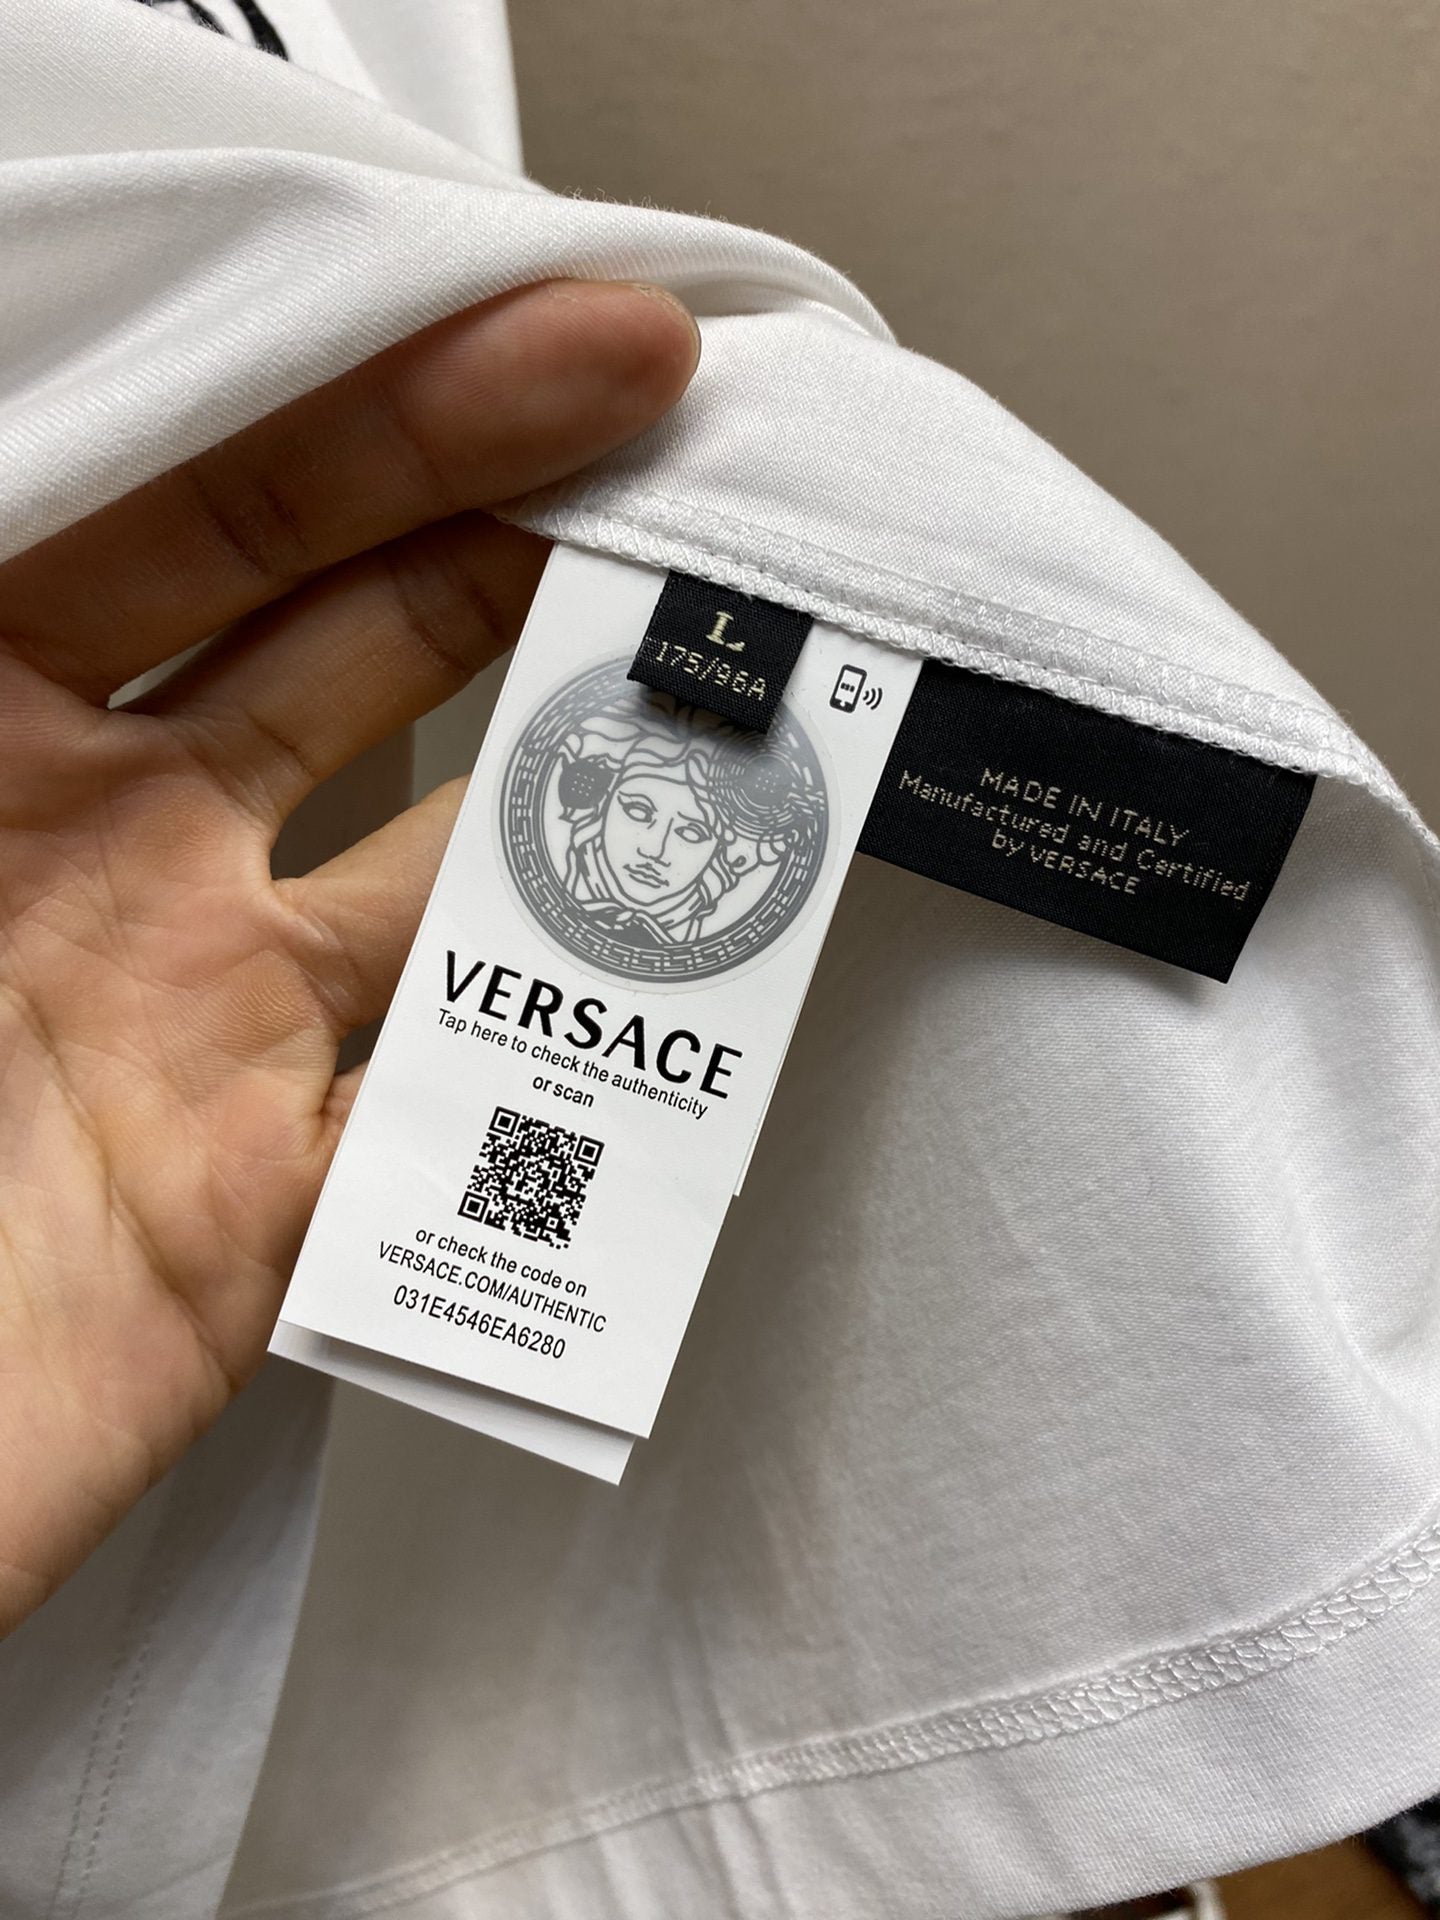 L
175/96A
MADE IN ITALY
Manufactured and Certified
by VERSACE
VERSACE
Tap here to check the authenticity
or scan
or check the code on
VERSACE.COM/AUTHENTIC
031E4546EA6280